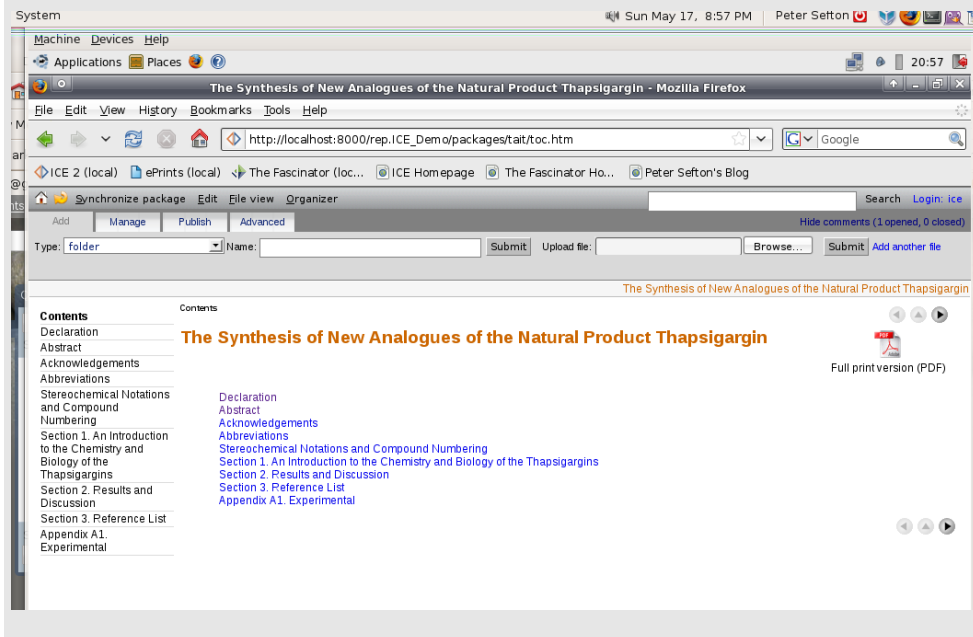 System
Sun May 17, 8:57 PM Peter Setton
Machine Devices Help
Applications Places 20:57
The Synthesis of New Analogues of the Natural Product Thapsigargin - Mozilla Firefox
File Edit View History Bookmarks Tools Help
http://localhost:8000/rep.ICE_Demo/packages/tait/toc.htm Google
ICE 2 (local) ePrints (local) The Fascinator (loc... ICE Homepage The Fascinator Ho... Peter Sefton's Blog
Synchronize package Edit File view Organizer Search Login: ice
Add Manage Publish Advanced Hide comments (1 opened, 0 closed)
Type: folder Name: Submit Upload file: Browse... Submit Add another file
The Synthesis of New Analogues of the Natural Product Thapsigargin
Contents
Contents
Declaration
Abstract
Acknowledgements
Abbreviations
Stereochemical Notations
and Compound
Numbering
Section 1. An Introduction
to the Chemistry and
Biology of the
Thapsigargins
Section 2. Results and
Discussion
Section 3. Reference List
Appendix A1.
Experimental
The Synthesis of New Analogues of the Natural Product Thapsigargin
PDF
Full print version (PDF)
Declaration
Abstract
Acknowledgements
Abbreviations
Stereochemical Notations and Compound Numbering
Section 1. An Introduction to the Chemistry and Biology of the Thapsigargins
Section 2. Results and Discussion
Section 3. Reference List
Appendix A1. Experimental